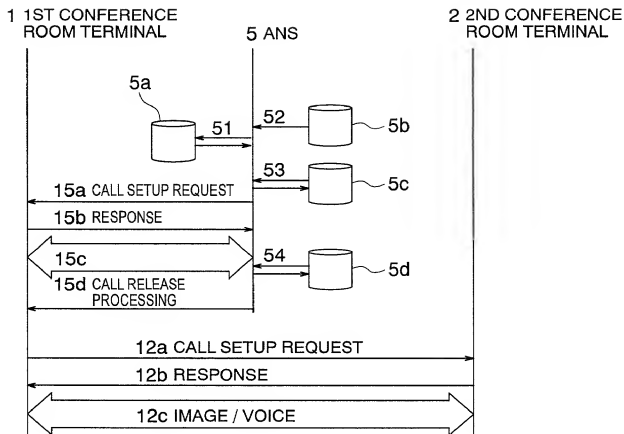 1 1ST CONFERENCE
ROOM TERMINAL
5 ANS
2 2ND CONFERENCE
ROOM TERMINAL
5a
51
52
5b
53
5c
15a CALL SETUP REQUEST
15b RESPONSE
15c
54
5d
15d CALL RELEASE
PROCESSING
12a CALL SETUP REQUEST
12b RESPONSE
12c IMAGE / VOICE